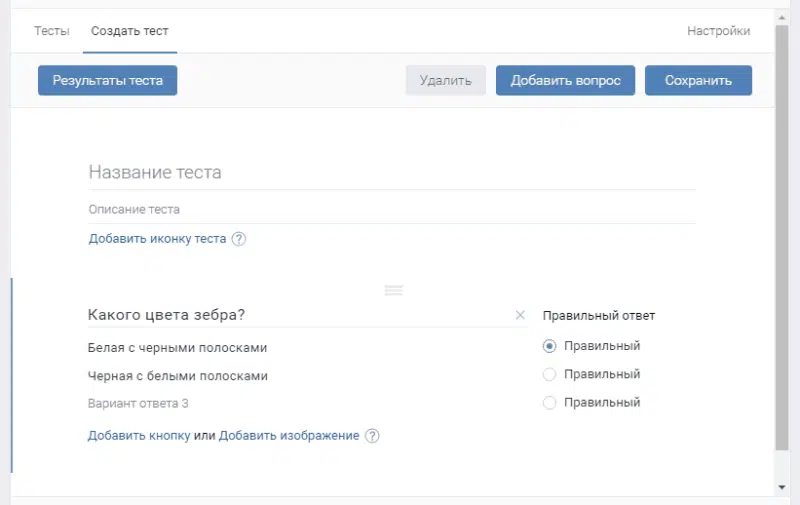 Тесты Создать тест Настройки
Результаты теста Удалить Добавить вопрос Сохранить
Название теста
Описание теста
Добавить иконку теста ?
Какого цвета зебра? × Правильный ответ
Белая с черными полосками Правильный
Черная с белыми полосками Правильный
Вариант ответа 3 Правильный
Добавить кнопку или Добавить изображение ?